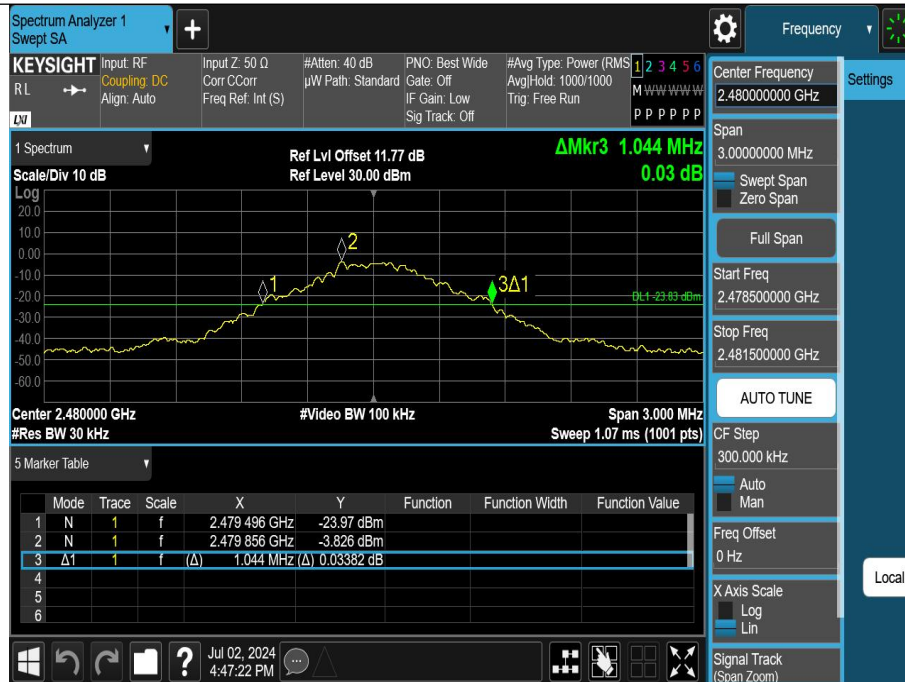 Spectrum Analyzer 1
Swept SA
+
Frequency
KEYSIGHT
RL
LXI
Input: RF
Coupling: DC
Align: Auto
Input Z: 50 Ω
Corr CCorr
Freq Ref: Int (S)
#Atten: 40 dB
µW Path: Standard
PNO: Best Wide
Gate: Off
IF Gain: Low
Sig Track: Off
#Avg Type: Power (RMS
Avg|Hold: 1000/1000
Trig: Free Run
1 2 3 4 5 6
M W W W W W
P P P P P P
1 Spectrum
Scale/Div 10 dB
Ref Lvl Offset 11.77 dB
Ref Level 30.00 dBm
ΔMkr3 1.044 MHz
0.03 dB
Log
20.0
10.0
0.00
-10.0
-20.0
-30.0
-40.0
-50.0
-60.0
1
2
3Δ1
DL1 -23.83 dBm
Center 2.480000 GHz
#Video BW 100 kHz
Span 3.000 MHz
#Res BW 30 kHz
Sweep 1.07 ms (1001 pts)
5 Marker Table
Mode Trace Scale X Y Function Function Width Function Value
1 N 1 f 2.479 496 GHz -23.97 dBm
2 N 1 f 2.479 856 GHz -3.826 dBm
3 Δ1 1 f (Δ) 1.044 MHz (Δ) 0.03382 dB
4
5
6
?
Jul 02, 2024
4:47:22 PM
Center Frequency
2.480000000 GHz
Span
3.00000000 MHz
Swept Span
Zero Span
Full Span
Start Freq
2.478500000 GHz
Stop Freq
2.481500000 GHz
AUTO TUNE
CF Step
300.000 kHz
Auto
Man
Freq Offset
0 Hz
X Axis Scale
Log
Lin
Signal Track
(Span Zoom)
Settings
Local